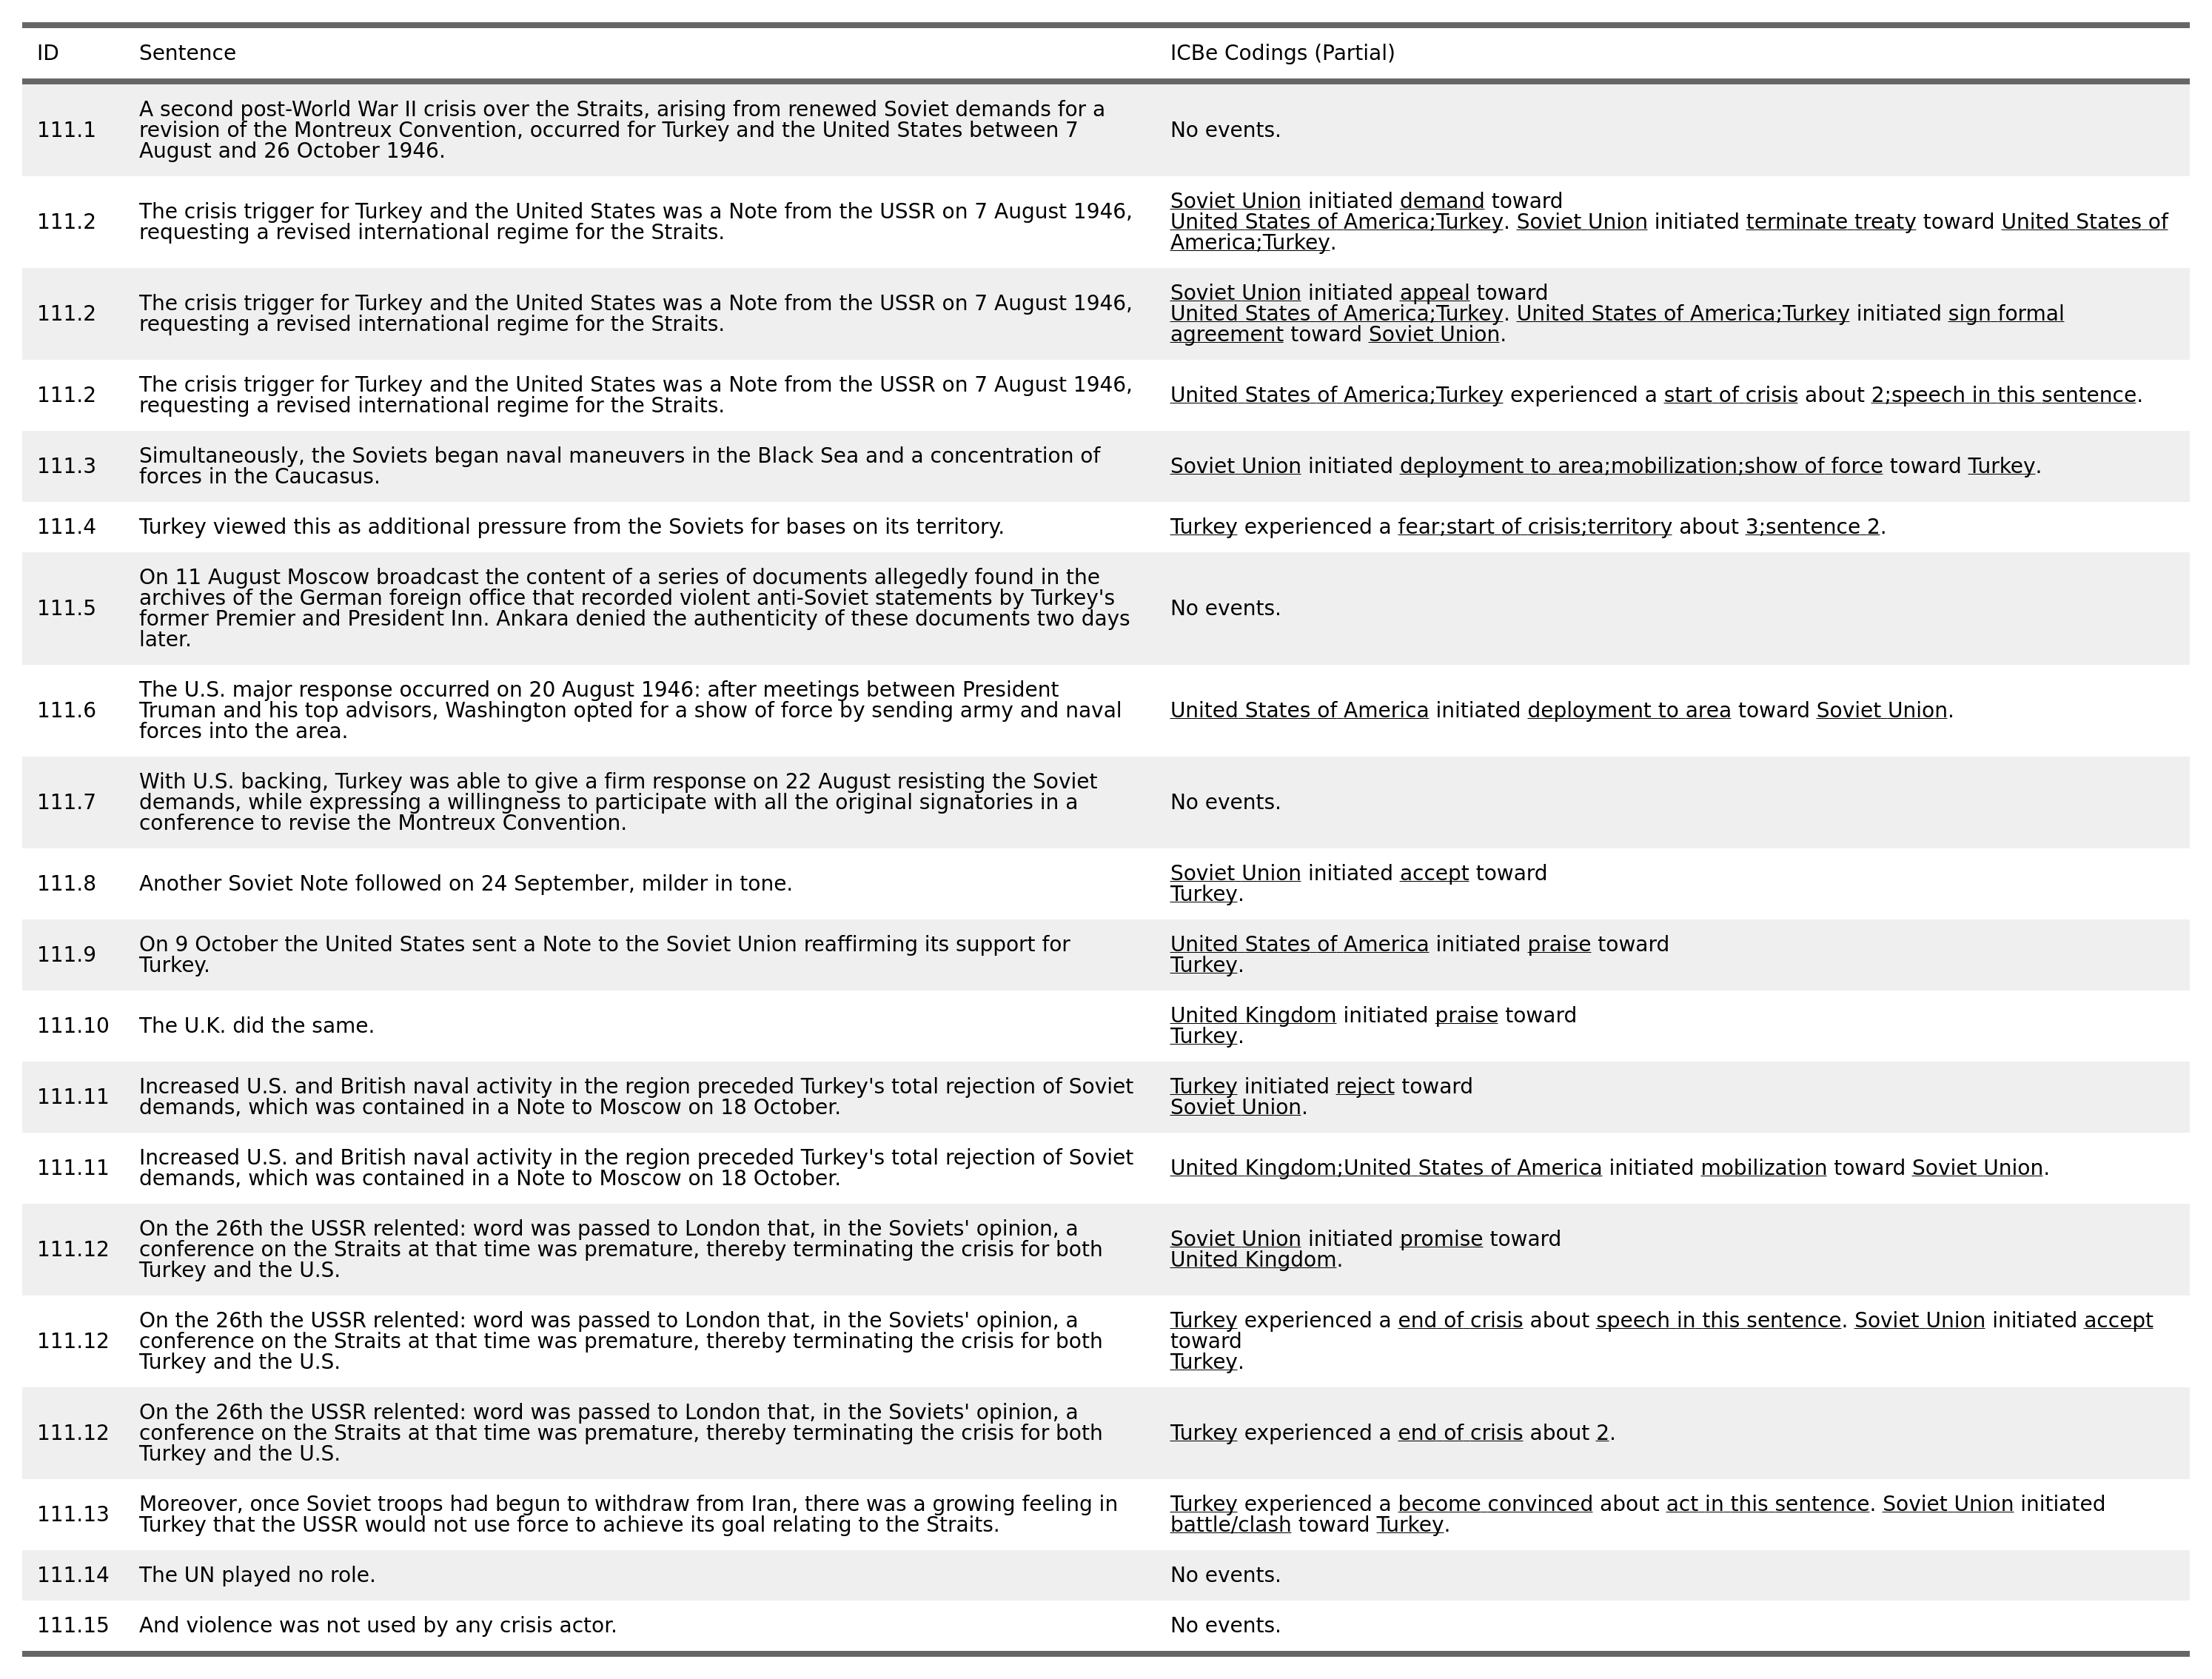 ID Sentence ICBe Codings (Partial)
111.1 A second post-World War II crisis over the Straits, arising from renewed Soviet demands for a
revision of the Montreux Convention, occurred for Turkey and the United States between 7
August and 26 October 1946.
No events.
111.2 The crisis trigger for Turkey and the United States was a Note from the USSR on 7 August 1946,
requesting a revised international regime for the Straits.
Soviet Union initiated demand toward
United States of America;Turkey. Soviet Union initiated terminate treaty toward United States of
America;Turkey.
111.2 The crisis trigger for Turkey and the United States was a Note from the USSR on 7 August 1946,
requesting a revised international regime for the Straits.
Soviet Union initiated appeal toward
United States of America;Turkey. United States of America;Turkey initiated sign formal
agreement toward Soviet Union.
111.2 The crisis trigger for Turkey and the United States was a Note from the USSR on 7 August 1946,
requesting a revised international regime for the Straits.
United States of America;Turkey experienced a start of crisis about 2;speech in this sentence.
111.3 Simultaneously, the Soviets began naval maneuvers in the Black Sea and a concentration of
forces in the Caucasus.
Soviet Union initiated deployment to area;mobilization;show of force toward Turkey.
111.4 Turkey viewed this as additional pressure from the Soviets for bases on its territory.
Turkey experienced a fear;start of crisis;territory about 3;sentence 2.
111.5 On 11 August Moscow broadcast the content of a series of documents allegedly found in the
archives of the German foreign office that recorded violent anti-Soviet statements by Turkey's
former Premier and President Inn. Ankara denied the authenticity of these documents two days
later.
No events.
111.6 The U.S. major response occurred on 20 August 1946: after meetings between President
Truman and his top advisors, Washington opted for a show of force by sending army and naval
forces into the area.
United States of America initiated deployment to area toward Soviet Union.
111.7 With U.S. backing, Turkey was able to give a firm response on 22 August resisting the Soviet
demands, while expressing a willingness to participate with all the original signatories in a
conference to revise the Montreux Convention.
No events.
111.8 Another Soviet Note followed on 24 September, milder in tone.
Soviet Union initiated accept toward
Turkey.
111.9 On 9 October the United States sent a Note to the Soviet Union reaffirming its support for
Turkey.
United States of America initiated praise toward
Turkey.
111.10 The U.K. did the same.
United Kingdom initiated praise toward
Turkey.
111.11 Increased U.S. and British naval activity in the region preceded Turkey's total rejection of Soviet
demands, which was contained in a Note to Moscow on 18 October.
Turkey initiated reject toward
Soviet Union.
111.11 Increased U.S. and British naval activity in the region preceded Turkey's total rejection of Soviet
demands, which was contained in a Note to Moscow on 18 October.
United Kingdom;United States of America initiated mobilization toward Soviet Union.
111.12 On the 26th the USSR relented: word was passed to London that, in the Soviets' opinion, a
conference on the Straits at that time was premature, thereby terminating the crisis for both
Turkey and the U.S.
Soviet Union initiated promise toward
United Kingdom.
111.12 On the 26th the USSR relented: word was passed to London that, in the Soviets' opinion, a
conference on the Straits at that time was premature, thereby terminating the crisis for both
Turkey and the U.S.
Turkey experienced a end of crisis about speech in this sentence. Soviet Union initiated accept
toward
Turkey.
111.12 On the 26th the USSR relented: word was passed to London that, in the Soviets' opinion, a
conference on the Straits at that time was premature, thereby terminating the crisis for both
Turkey and the U.S.
Turkey experienced a end of crisis about 2.
111.13 Moreover, once Soviet troops had begun to withdraw from Iran, there was a growing feeling in
Turkey that the USSR would not use force to achieve its goal relating to the Straits.
Turkey experienced a become convinced about act in this sentence. Soviet Union initiated
battle/clash toward Turkey.
111.14 The UN played no role.
No events.
111.15 And violence was not used by any crisis actor.
No events.